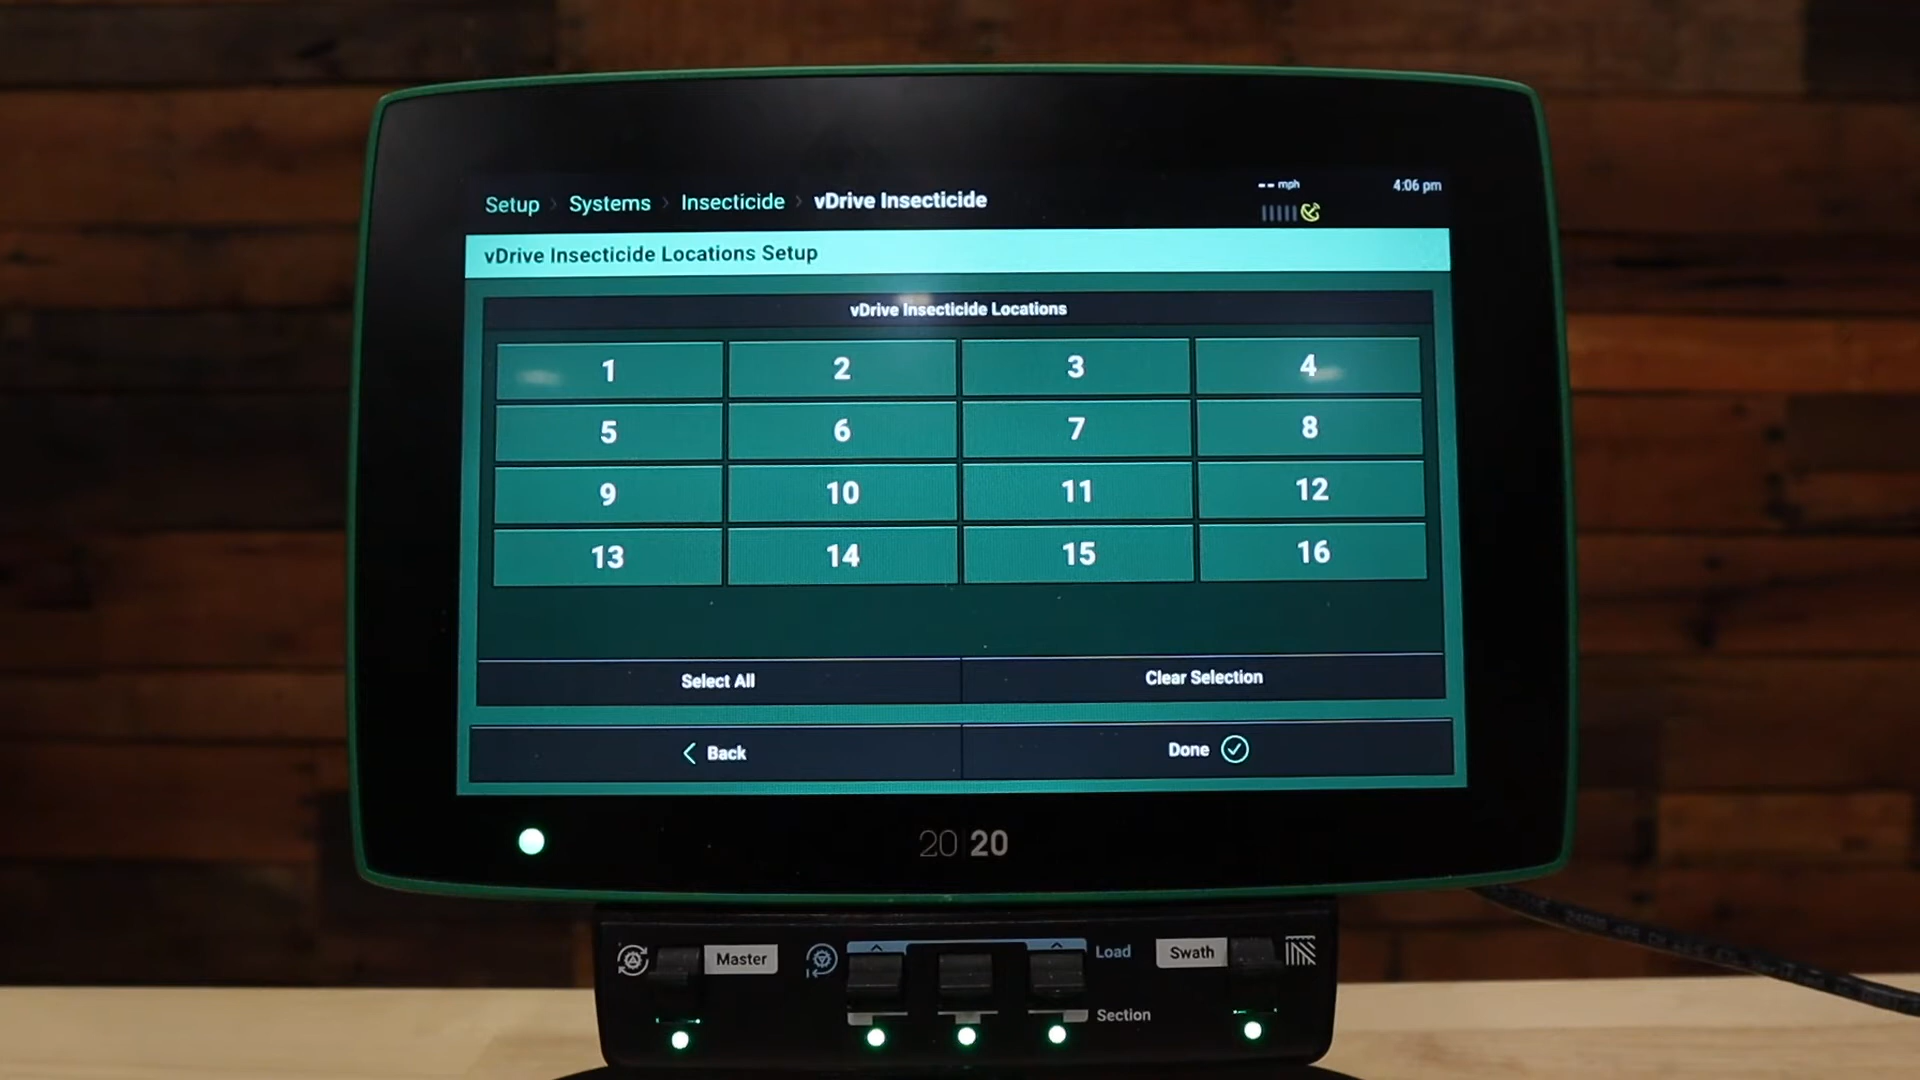 -- mph
4:06 pm
Setup > Systems > Insecticide > vDrive Insecticide
vDrive Insecticide Locations Setup
vDrive Insecticide Locations
1 2 3 4
5 6 7 8
9 10 11 12
13 14 15 16
Select All Clear Selection
< Back Done
20|20
Master
Load
Swath
Section